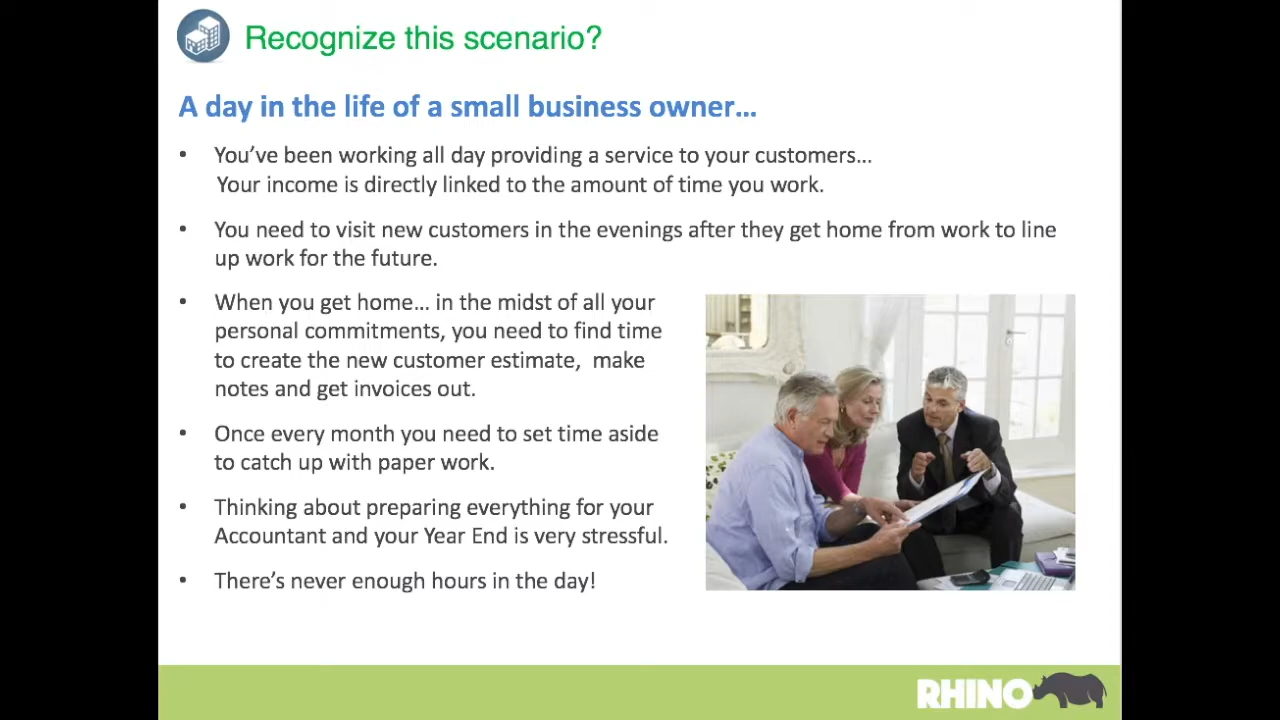 Recognize this scenario?
A day in the life of a small business owner...
• You've been working all day providing a service to your customers...
Your income is directly linked to the amount of time you work.
• You need to visit new customers in the evenings after they get home from work to line
up work for the future.
• When you get home... in the midst of all your
personal commitments, you need to find time
to create the new customer estimate,  make
notes and get invoices out.
• Once every month you need to set time aside
to catch up with paper work.
• Thinking about preparing everything for your
Accountant and your Year End is very stressful.
• There's never enough hours in the day!
RHINO